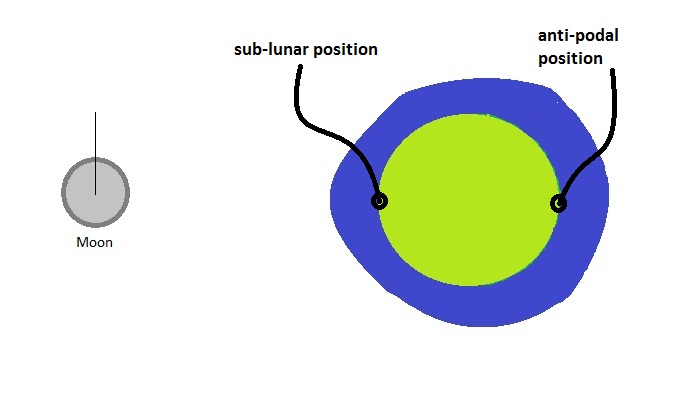 sub-lunar position
anti-podal
position
Moon